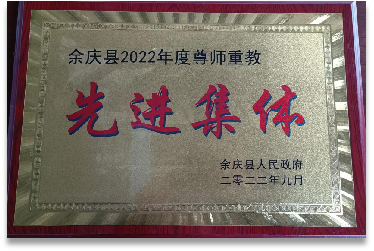 余庆县2022年度尊师重教
先进集体
余庆县人民政府
二零二二年九月